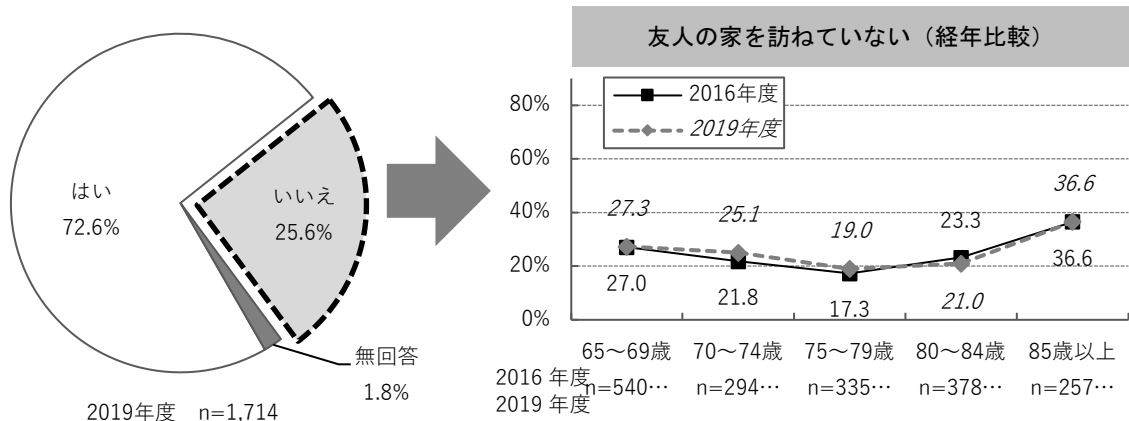 はい
72.6%
いいえ
25.6%
無回答
1.8%
2019年度　n=1,714
友人の家を訪ねていない（経年比較）
2016年度
2019年度
80%
60%
40%
20%
0%
27.3
25.1
19.0
23.3
36.6
27.0
21.8
17.3
21.0
36.6
65～69歳 70～74歳 75～79歳 80～84歳 85歳以上
2016 年度 n=540… n=294… n=335… n=378… n=257…
2019 年度